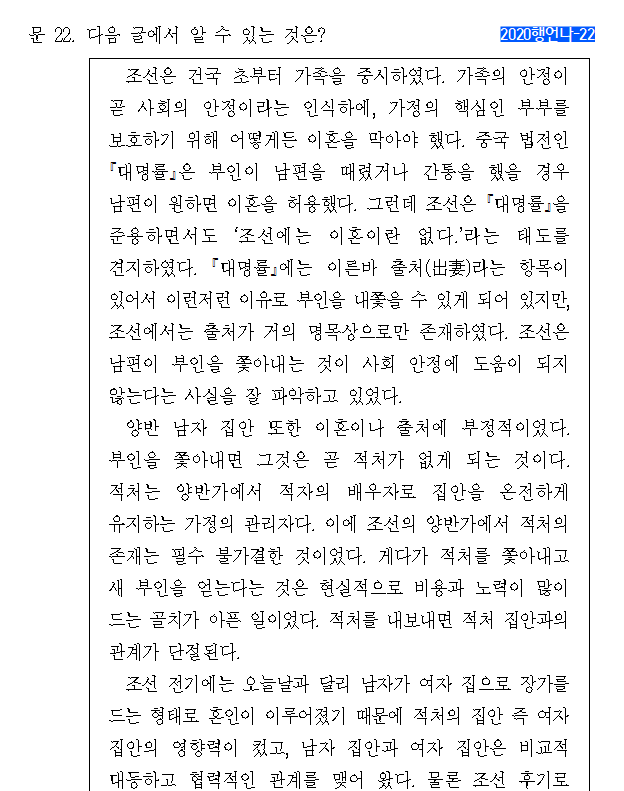 문 22. 다음 글에서 알 수 있는 것은?
2020행언나-22
조선은 건국 초부터 가족을 중시하였다. 가족의 안정이
곧 사회의 안정이라는 인식하에, 가정의 핵심인 부부를
보호하기 위해 어떻게든 이혼을 막아야 했다. 중국 법전인
『대명률』은 부인이 남편을 때렸거나 간통을 했을 경우
남편이 원하면 이혼을 허용했다. 그런데 조선은 『대명률』을
준용하면서도 ‘조선에는 이혼이란 없다.’라는 태도를
견지하였다. 『대명률』에는 이른바 출처(出妻)라는 항목이
있어서 이런저런 이유로 부인을 내쫓을 수 있게 되어 있지만,
조선에서는 출처가 거의 명목상으로만 존재하였다. 조선은
남편이 부인을 쫓아내는 것이 사회 안정에 도움이 되지
않는다는 사실을 잘 파악하고 있었다.
양반 남자 집안 또한 이혼이나 출처에 부정적이었다.
부인을 쫓아내면 그것은 곧 적처가 없게 되는 것이다.
적처는 양반가에서 적자의 배우자로 집안을 온전하게
유지하는 가정의 관리자다. 이에 조선의 양반가에서 적처의
존재는 필수 불가결한 것이었다. 게다가 적처를 쫓아내고
새 부인을 얻는다는 것은 현실적으로 비용과 노력이 많이
드는 골치가 아픈 일이었다. 적처를 내보내면 적처 집안과의
관계가 단절된다.
조선 전기에는 오늘날과 달리 남자가 여자 집으로 장가를
드는 형태로 혼인이 이루어졌기 때문에 적처의 집안 즉 여자
집안의 영향력이 컸고, 남자 집안과 여자 집안은 비교적
대등하고 협력적인 관계를 맺어 왔다. 물론 조선 후기로